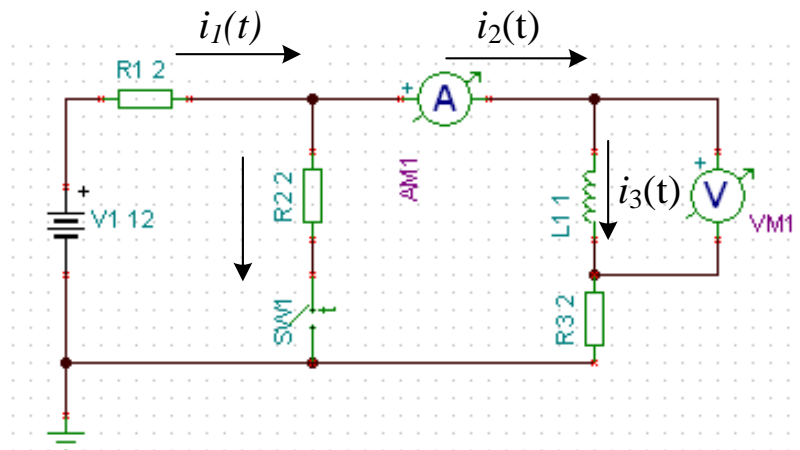 i₁(t)
i₂(t)
R1 2
+
A
AM1
R2 2
+
V1 12
SW1
t
L1 1
i₃(t)
+
V
VM1
R3 2